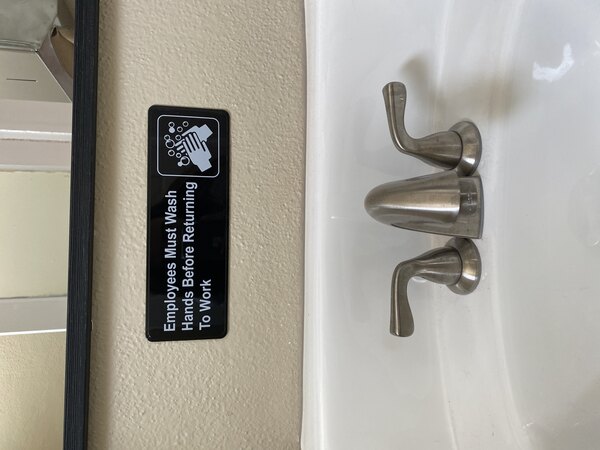 Employees Must Wash
Hands Before Returning
To Work